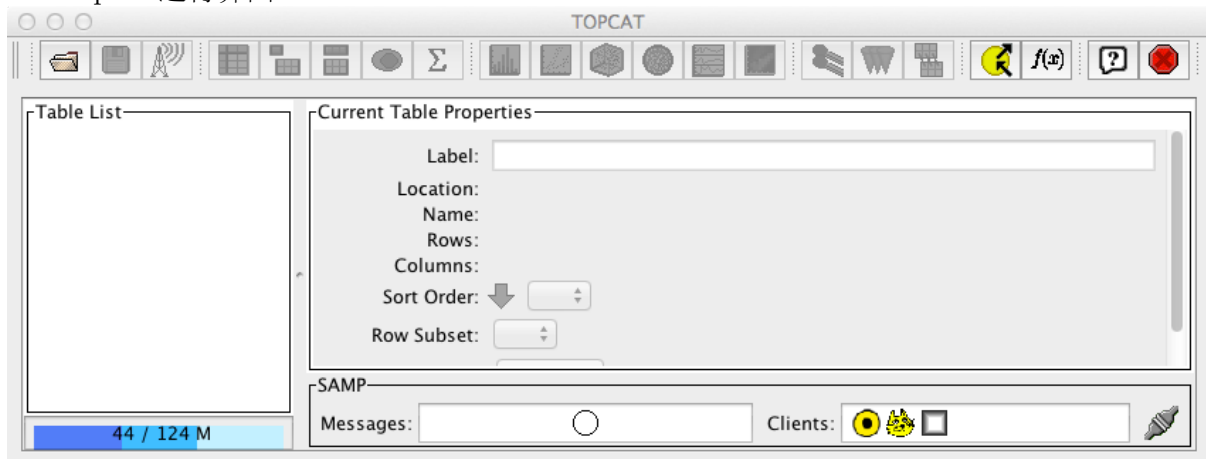 TOPCAT
Σ
f(x)
?
Table List
Current Table Properties
Label:
Location:
Name:
Rows:
Columns:
Sort Order:
Row Subset:
SAMP
Messages:
Clients:
44 / 124 M